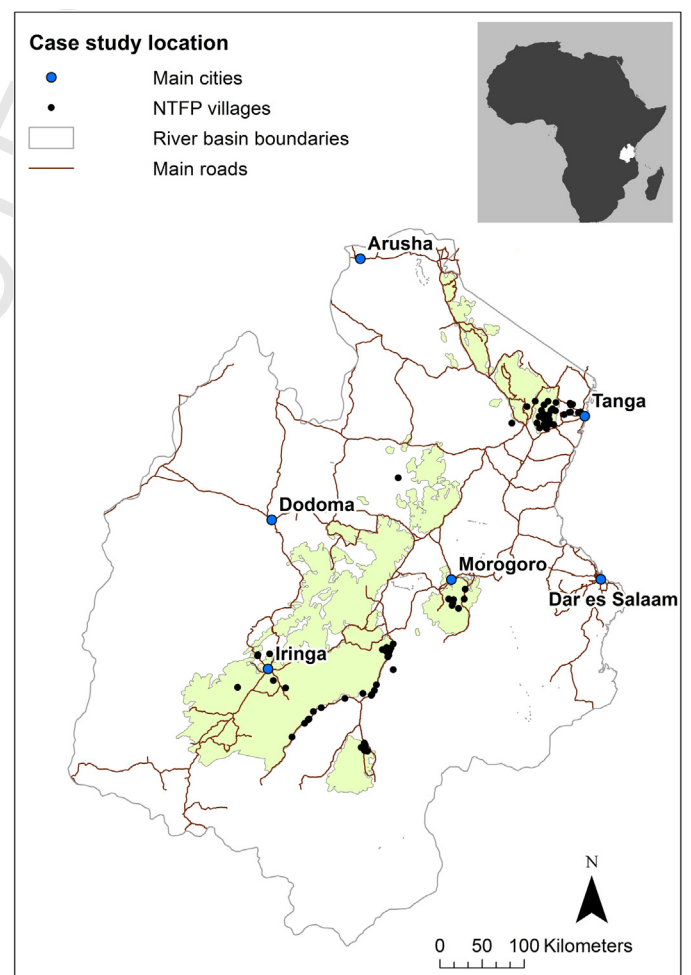 Case study location
Main cities
NTFP villages
River basin boundaries
Main roads
Arusha
Tanga
Dodoma
Morogoro
Dar es Salaam
Iringa
N
0 50 100 Kilometers